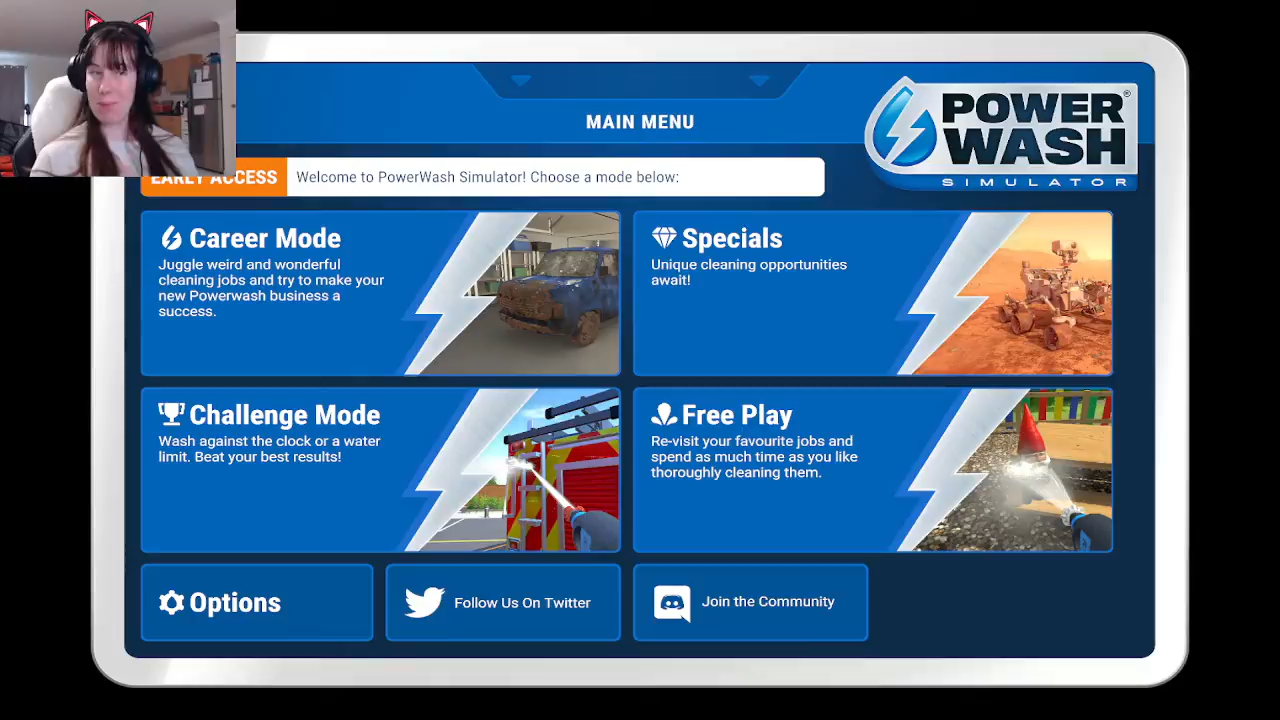 MAIN MENU
POWER
WASH
SIMULATOR
EARLY ACCESS
Welcome to PowerWash Simulator! Choose a mode below:
Career Mode
Juggle weird and wonderful
cleaning jobs and try to make your
new Powerwash business a
success.
Specials
Unique cleaning opportunities
await!
Challenge Mode
Wash against the clock or a water
limit. Beat your best results!
Free Play
Re-visit your favourite jobs and
spend as much time as you like
thoroughly cleaning them.
Options
Follow Us On Twitter
Join the Community